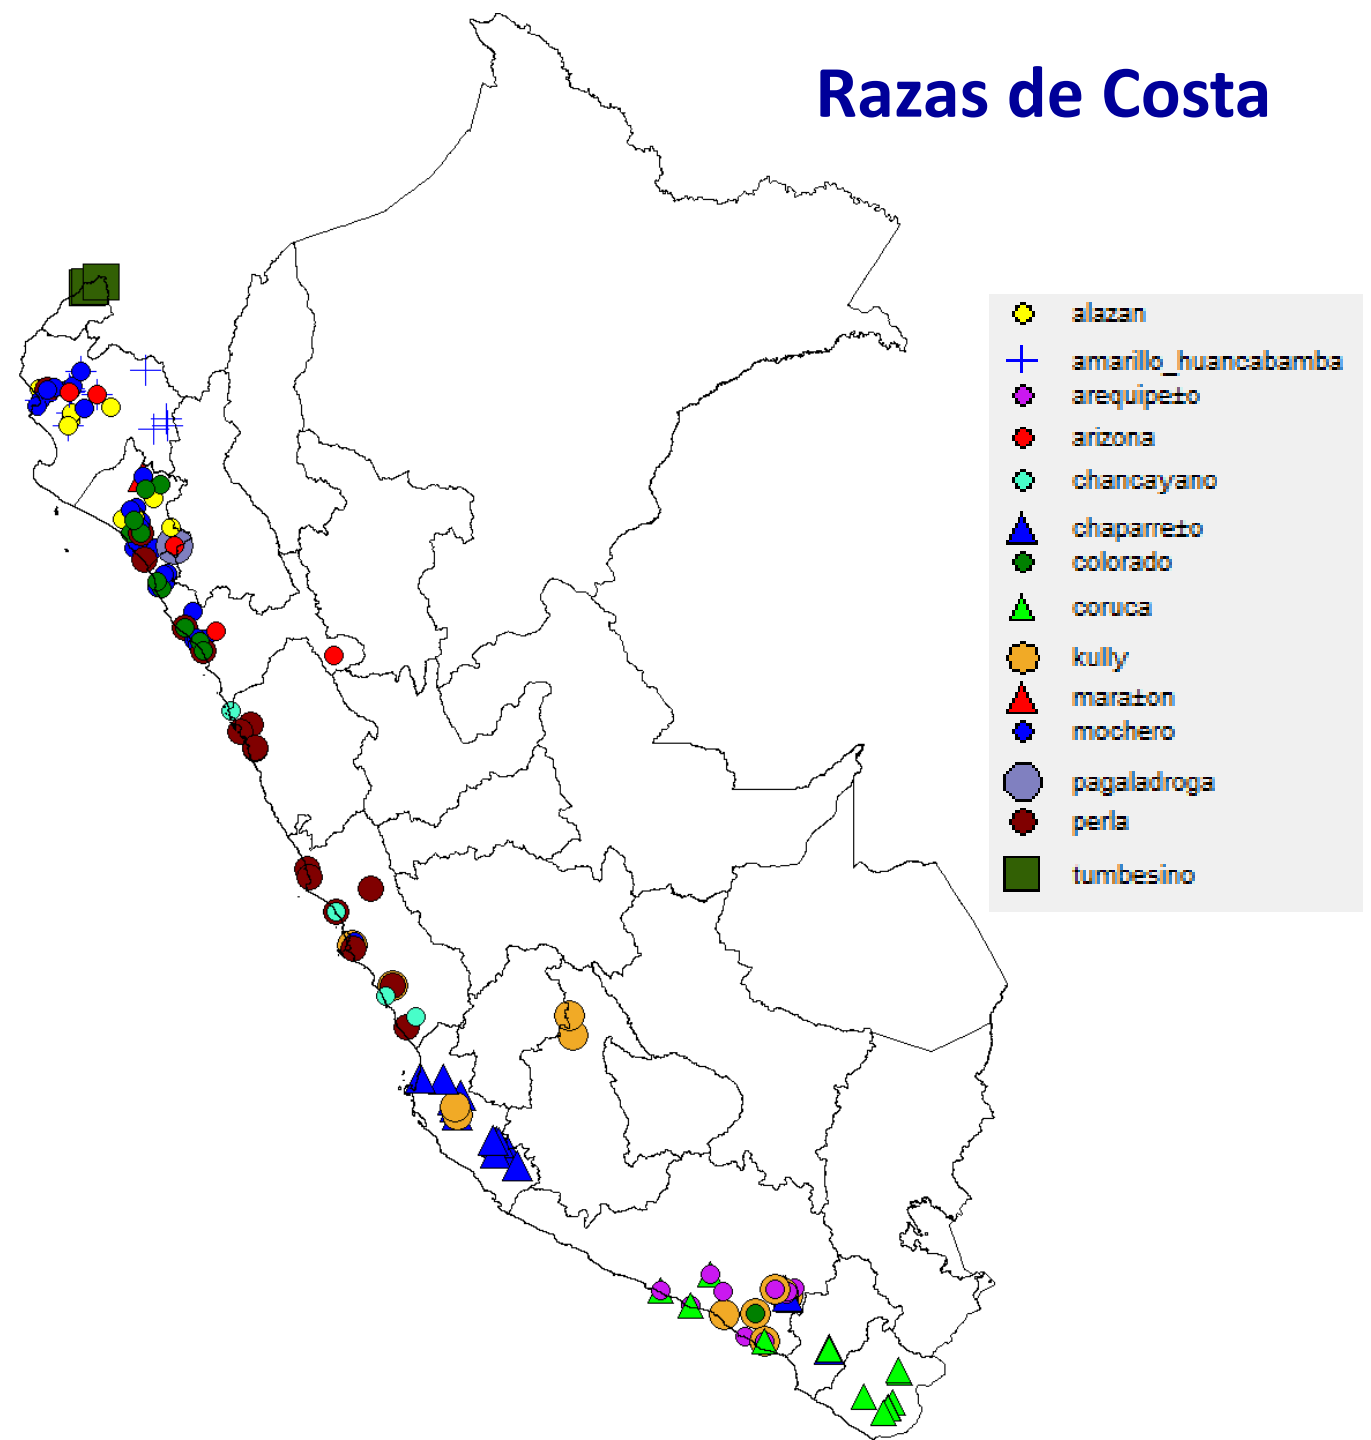 Razas de Costa
alazan
amarillo_huancabamba
arequipe±o
arizona
chancayano
chaparre±o
colorado
coruca
kully
mara±on
mochero
pagaladroga
perla
tumbesino